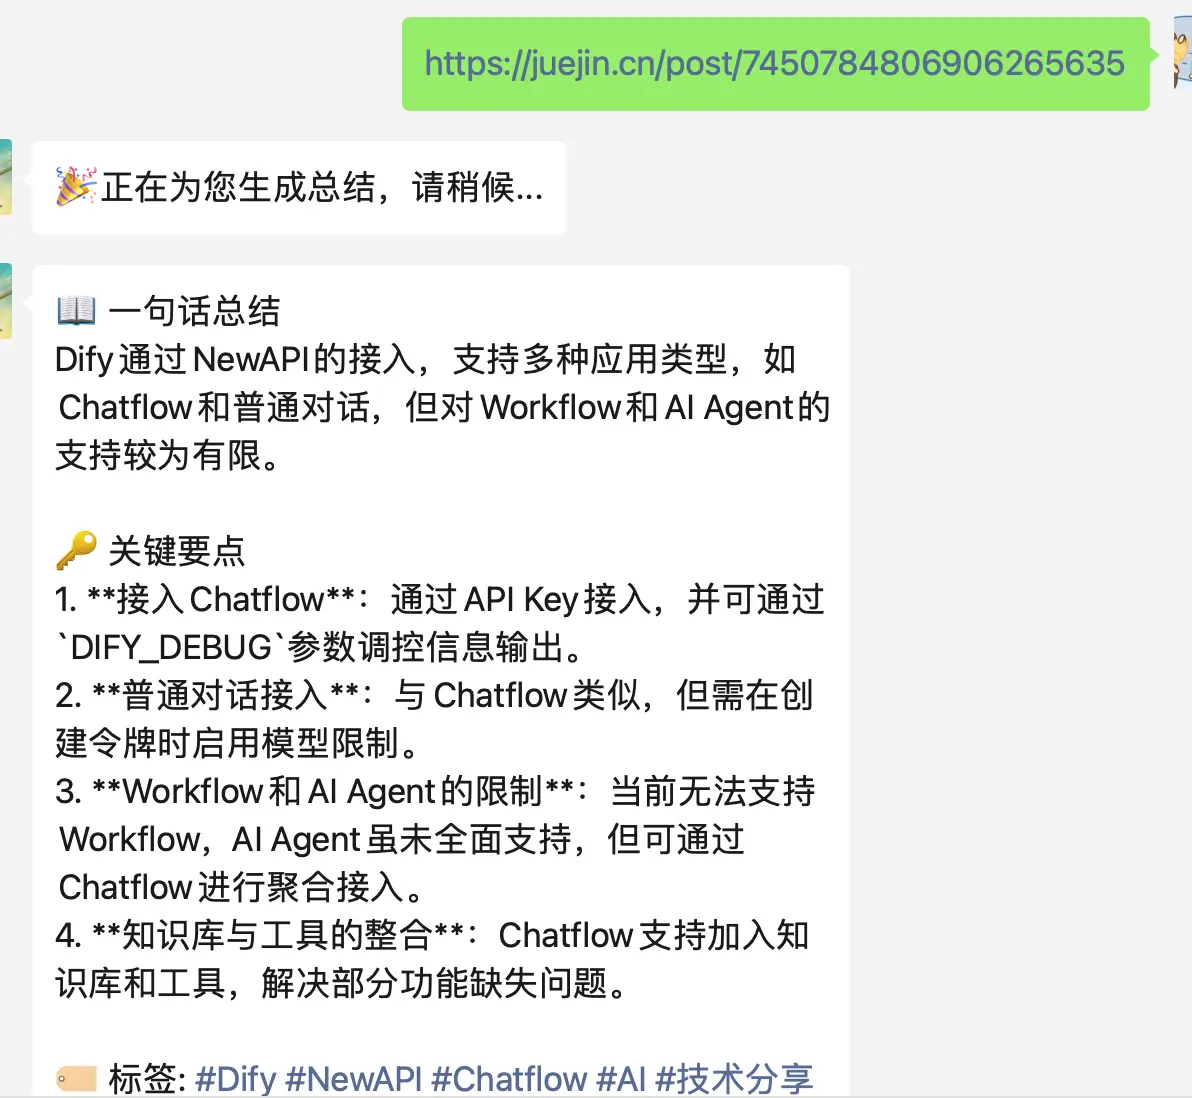 https://juejin.cn/post/7450784806906265635
🎉正在为您生成总结，请稍候...
📖 一句话总结
Dify通过NewAPI的接入，支持多种应用类型，如
Chatflow和普通对话，但对Workflow和AI Agent的
支持较为有限。
🔑 关键要点
1. **接入Chatflow**：通过API Key接入，并可通过
`DIFY_DEBUG`参数调控信息输出。
2. **普通对话接入**：与Chatflow类似，但需在创
建令牌时启用模型限制。
3. **Workflow和AI Agent的限制**：当前无法支持
Workflow，AI Agent虽未全面支持，但可通过
Chatflow进行聚合接入。
4. **知识库与工具的整合**：Chatflow支持加入知
识库和工具，解决部分功能缺失问题。
🏷️ 标签: #Dify #NewAPI #Chatflow #AI #技术分享